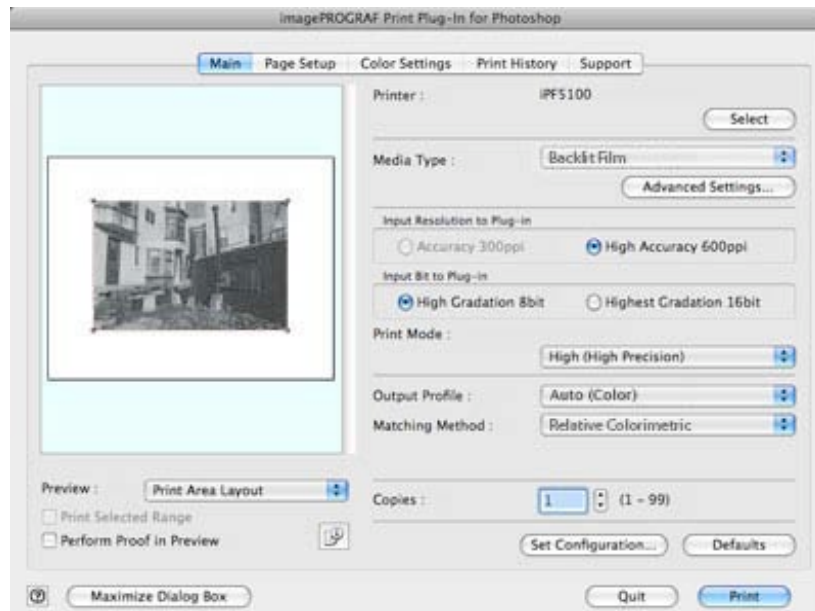 imagePROGRAF Print Plug-In for Photoshop
Main Page Setup Color Settings Print History Support
Printer : iPF5100
Select
Media Type : Backlit Film
Advanced Settings...
Input Resolution to Plug-in
Accuracy 300ppi High Accuracy 600ppi
Input Bit to Plug-in
High Gradation 8bit Highest Gradation 16bit
Print Mode :
High (High Precision)
Output Profile : Auto (Color)
Matching Method : Relative Colorimetric
Preview : Print Area Layout
Print Selected Range
Perform Proof in Preview
Copies : 1 (1 - 99)
Set Configuration... Defaults
? Maximize Dialog Box Quit Print